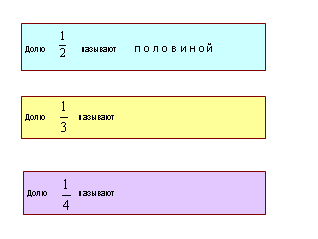 Долю 1/2 называют половиной
Долю 1/3 называют
Долю 1/4 называют